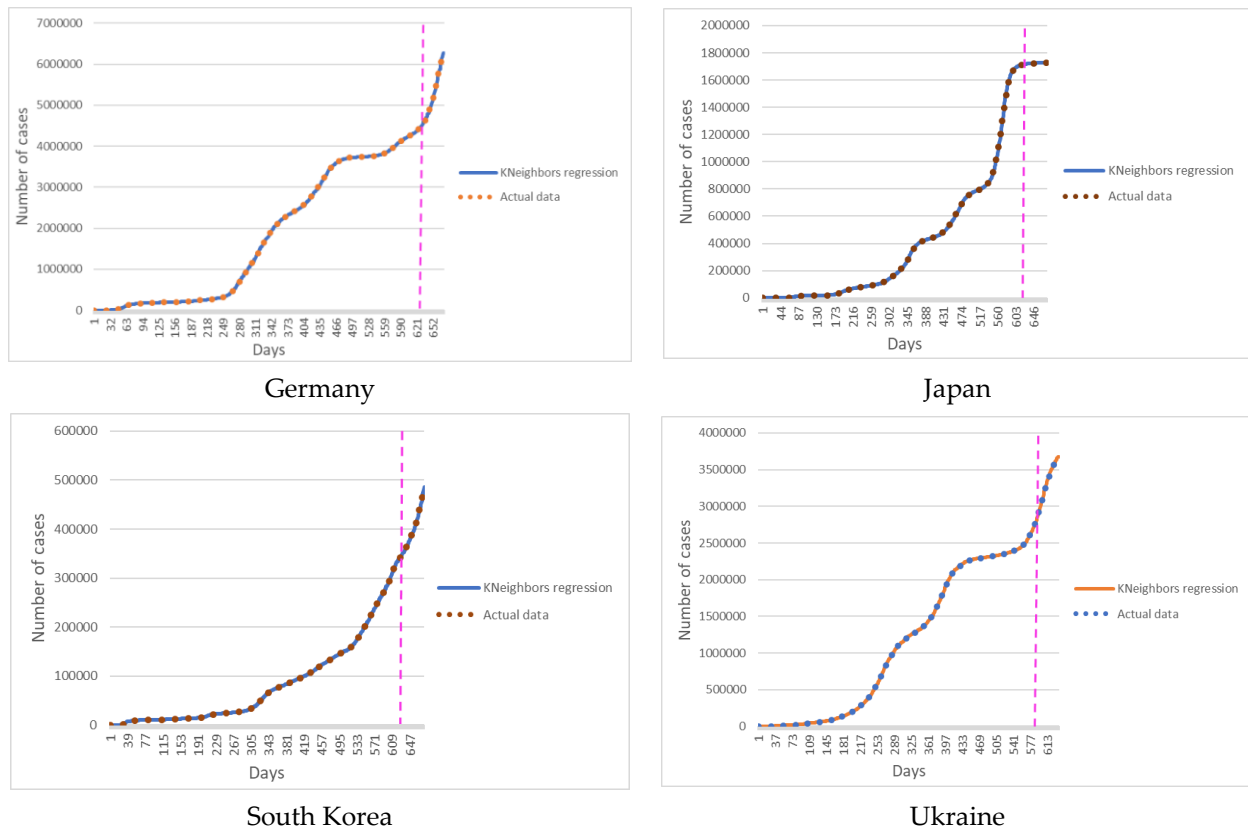 7000000
6000000
5000000
4000000
3000000
2000000
1000000
0
Number of cases
1 32 63 94 125 156 187 218 249 280 311 342 373 404 435 466 497 528 559 590 621 652
Days
KNeighbors regression
Actual data
Germany
2000000
1800000
1600000
1400000
1200000
1000000
800000
600000
400000
200000
0
Number of cases
1 44 87 130 173 216 259 302 345 388 431 474 517 560 603 646
Days
KNeighbors regression
Actual data
Japan
600000
500000
400000
300000
200000
100000
0
Number of cases
1 39 77 115 153 191 229 267 305 343 381 419 457 495 533 571 609 647
Days
KNeighbors regression
Actual data
South Korea
4000000
3500000
3000000
2500000
2000000
1500000
1000000
500000
0
Number of cases
1 37 73 109 145 181 217 253 289 325 361 397 433 469 505 541 577 613
Days
KNeighbors regression
Actual data
Ukraine